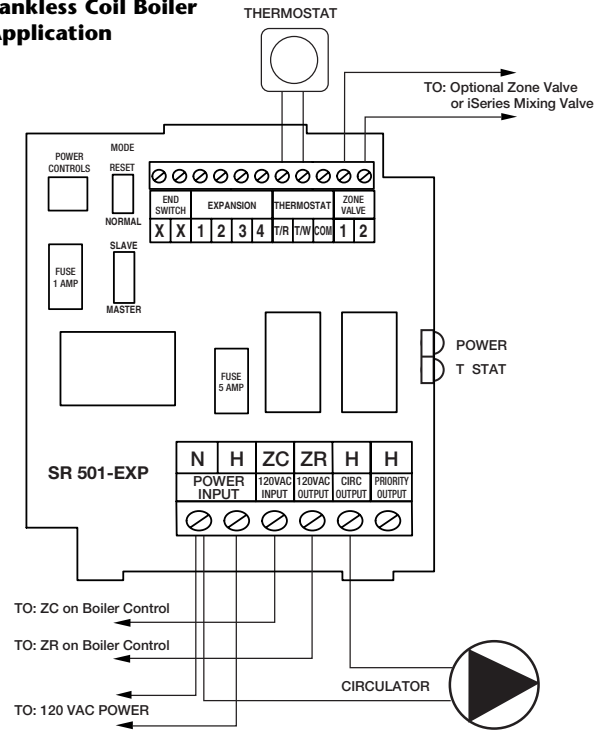 ankless Coil Boiler
pplication
THERMOSTAT
TO: Optional Zone Valve
or iSeries Mixing Valve
POWER
CONTROLS
MODE
RESET
NORMAL
SLAVE
MASTER
FUSE
1 AMP
END
SWITCH
EXPANSION
THERMOSTAT
ZONE
VALVE
X X 1 2 3 4 T/R T/W COM 1 2
POWER
T STAT
FUSE
5 AMP
SR 501-EXP
N H ZC ZR H H
POWER
INPUT
120VAC
INPUT
120VAC
OUTPUT
CIRC
OUTPUT
PRIORITY
OUTPUT
TO: ZC on Boiler Control
TO: ZR on Boiler Control
TO: 120 VAC POWER
CIRCULATOR